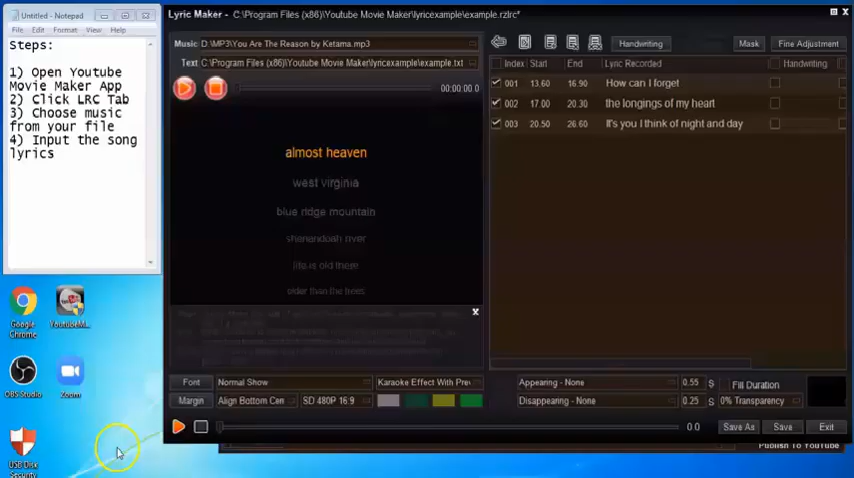 Untitled - Notepad
File Edit Format View Help
Steps:
1) Open Youtube
Movie Maker App
2) Click LRC Tab
3) Choose music
from your file
4) Input the song
lyrics
Google
Chrome
YoutubeM...
OBS Studio
Zoom
USB Disk
Security
Lyric Maker - C:\Program Files (x86)\Youtube Movie Maker\lyricexample\example.rzlrc*
Music D:\MP3\You Are The Reason by Ketama.mp3
Text C:\Program Files (x86)\Youtube Movie Maker\lyricexample\example.txt
00:00:00.0
almost heaven
west virginia
blue ridge mountain
shenandoah river
life is old there
older than the trees
X
Font Normal Show Karaoke Effect With Prev
Margin Align Bottom Cen SD 480P 16:9
Handwriting Mask Fine Adjustment
Index Start End Lyric Recorded Handwriting
001 13.60 16.90 How can I forget
002 17.00 20.30 the longings of my heart
003 20.50 26.60 It's you I think of night and day
Appearing - None 0.55 S Fill Duration
Disappearing - None 0.25 S 0% Transparency
0.0 Save As Save Exit
Publish To YouTube